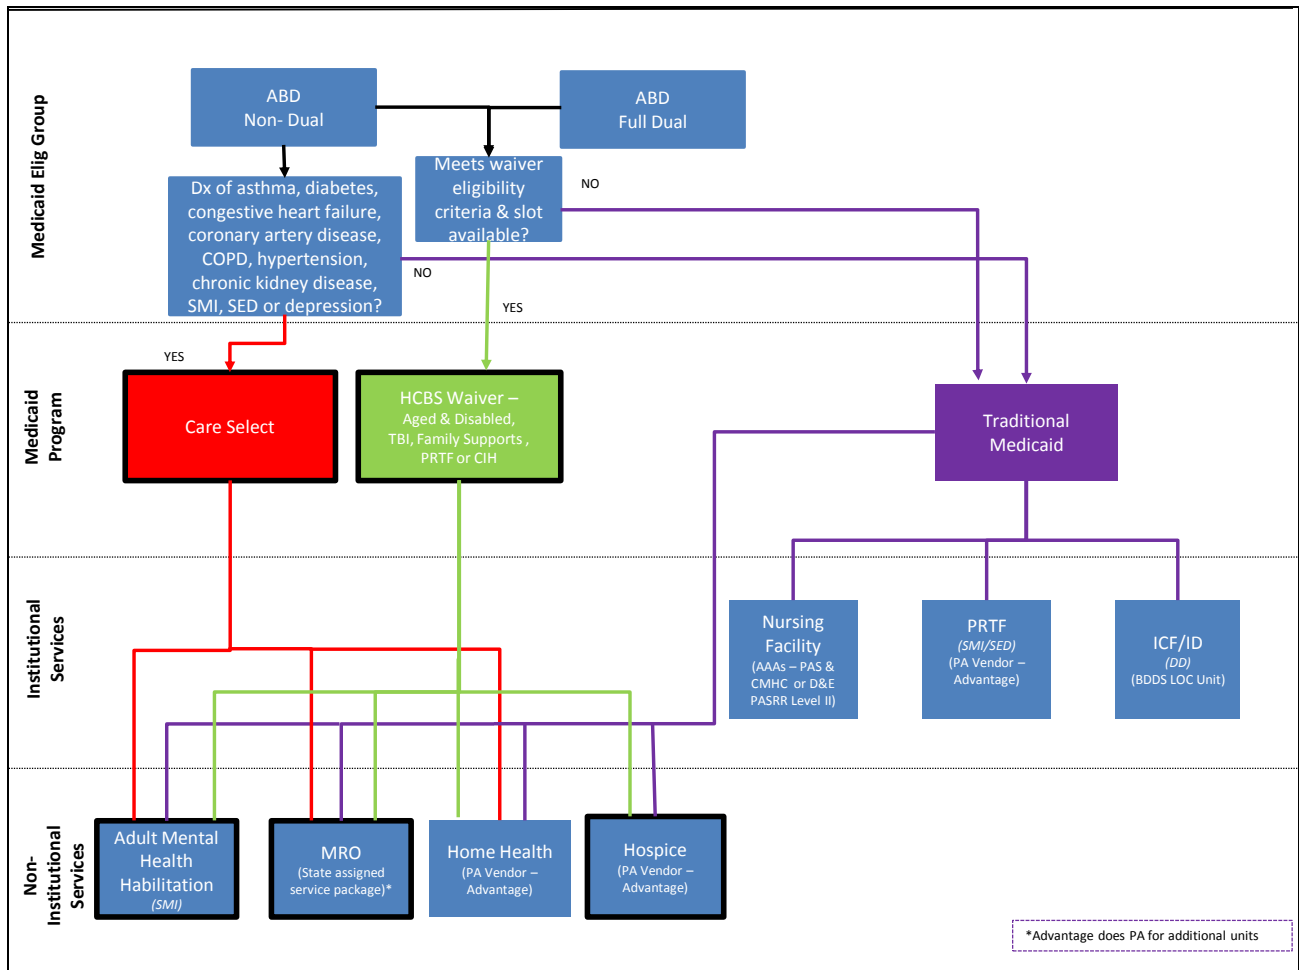 Medicaid Elig Group
ABD
Non- Dual
ABD
Full Dual
Dx of asthma, diabetes,
congestive heart failure,
coronary artery disease,
COPD, hypertension,
chronic kidney disease,
SMI, SED or depression?
Meets waiver
eligibility
criteria & slot
available?
NO
NO
YES
YES
Medicaid
Program
Care Select
HCBS Waiver –
Aged & Disabled,
TBI, Family Supports ,
PRTF or CIH
Traditional
Medicaid
Institutional
Services
Nursing
Facility
(AAAs – PAS &
CMHC or D&E
PASRR Level II)
PRTF
(SMI/SED)
(PA Vendor –
Advantage)
ICF/ID
(DD)
(BDDS LOC Unit)
Non-
Institutional
Services
Adult Mental
Health
Habilitation
(SMI)
MRO
(State assigned
service package)*
Home Health
(PA Vendor –
Advantage)
Hospice
(PA Vendor –
Advantage)
*Advantage does PA for additional units